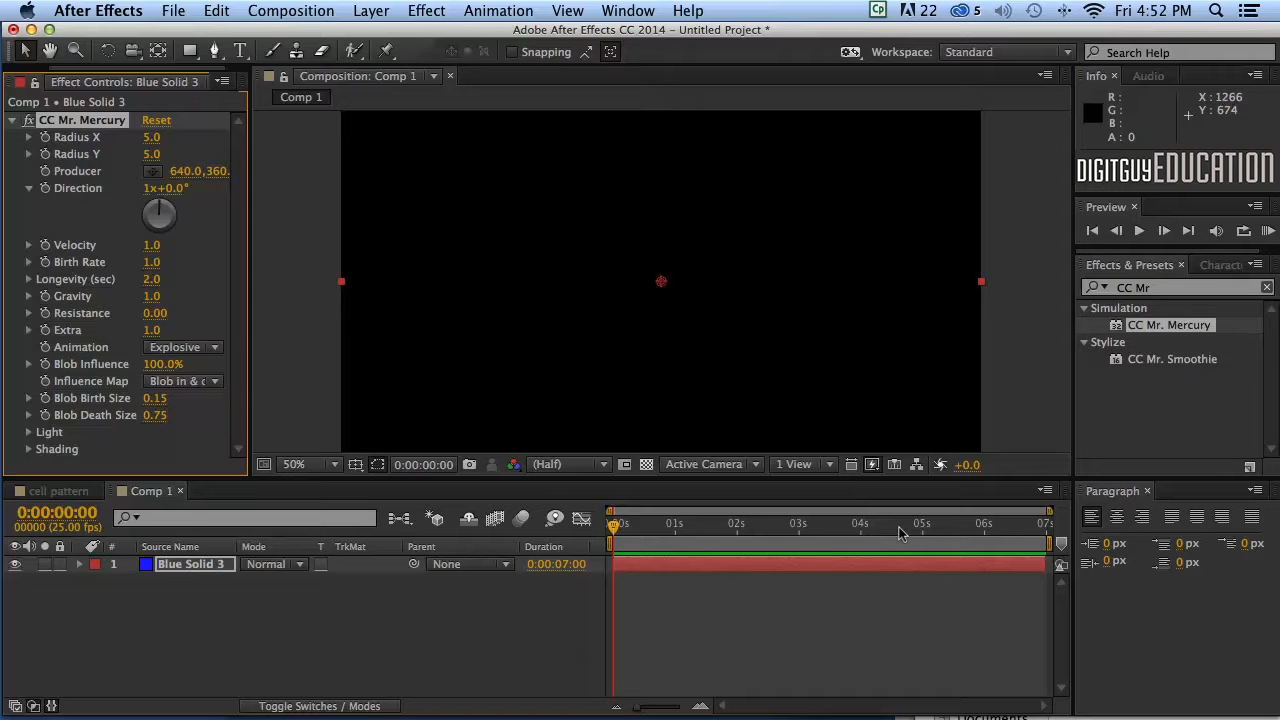 After Effects File Edit Composition Layer Effect Animation View Window Help 22 5 Fri 4:52 PM
Adobe After Effects CC 2014 - Untitled Project *
Snapping Workspace: Standard Search Help
Effect Controls: Blue Solid 3 Composition: Comp 1 Info Audio
Comp 1 • Blue Solid 3 Comp 1
R: X: 1266
G: Y: 674
B:
A: 0
CC Mr. Mercury Reset
Radius X 5.0
Radius Y 5.0
Producer 640.0,360.
Direction 1x+0.0°
DIGITGUYEDUCATION
Preview
Velocity 1.0
Birth Rate 1.0
Longevity (sec) 2.0
Gravity 1.0
Resistance 0.00
Extra 1.0
Animation Explosive
Blob Influence 100.0%
Influence Map Blob in & c
Blob Birth Size 0.15
Blob Death Size 0.75
Light
Shading
Effects & Presets Charact
CC Mr
Simulation
32 CC Mr. Mercury
Stylize
16 CC Mr. Smoothie
50% 0:00:00:00 (Half) Active Camera 1 View +0.0
cell pattern Comp 1
0:00:00:00
00000 (25.00 fps)
00s 01s 02s 03s 04s 05s 06s 07s
# Source Name Mode T TrkMat Parent Duration
1 Blue Solid 3 Normal None 0:00:07:00
Toggle Switches / Modes
Paragraph
0 px 0 px 0 px
0 px 0 px